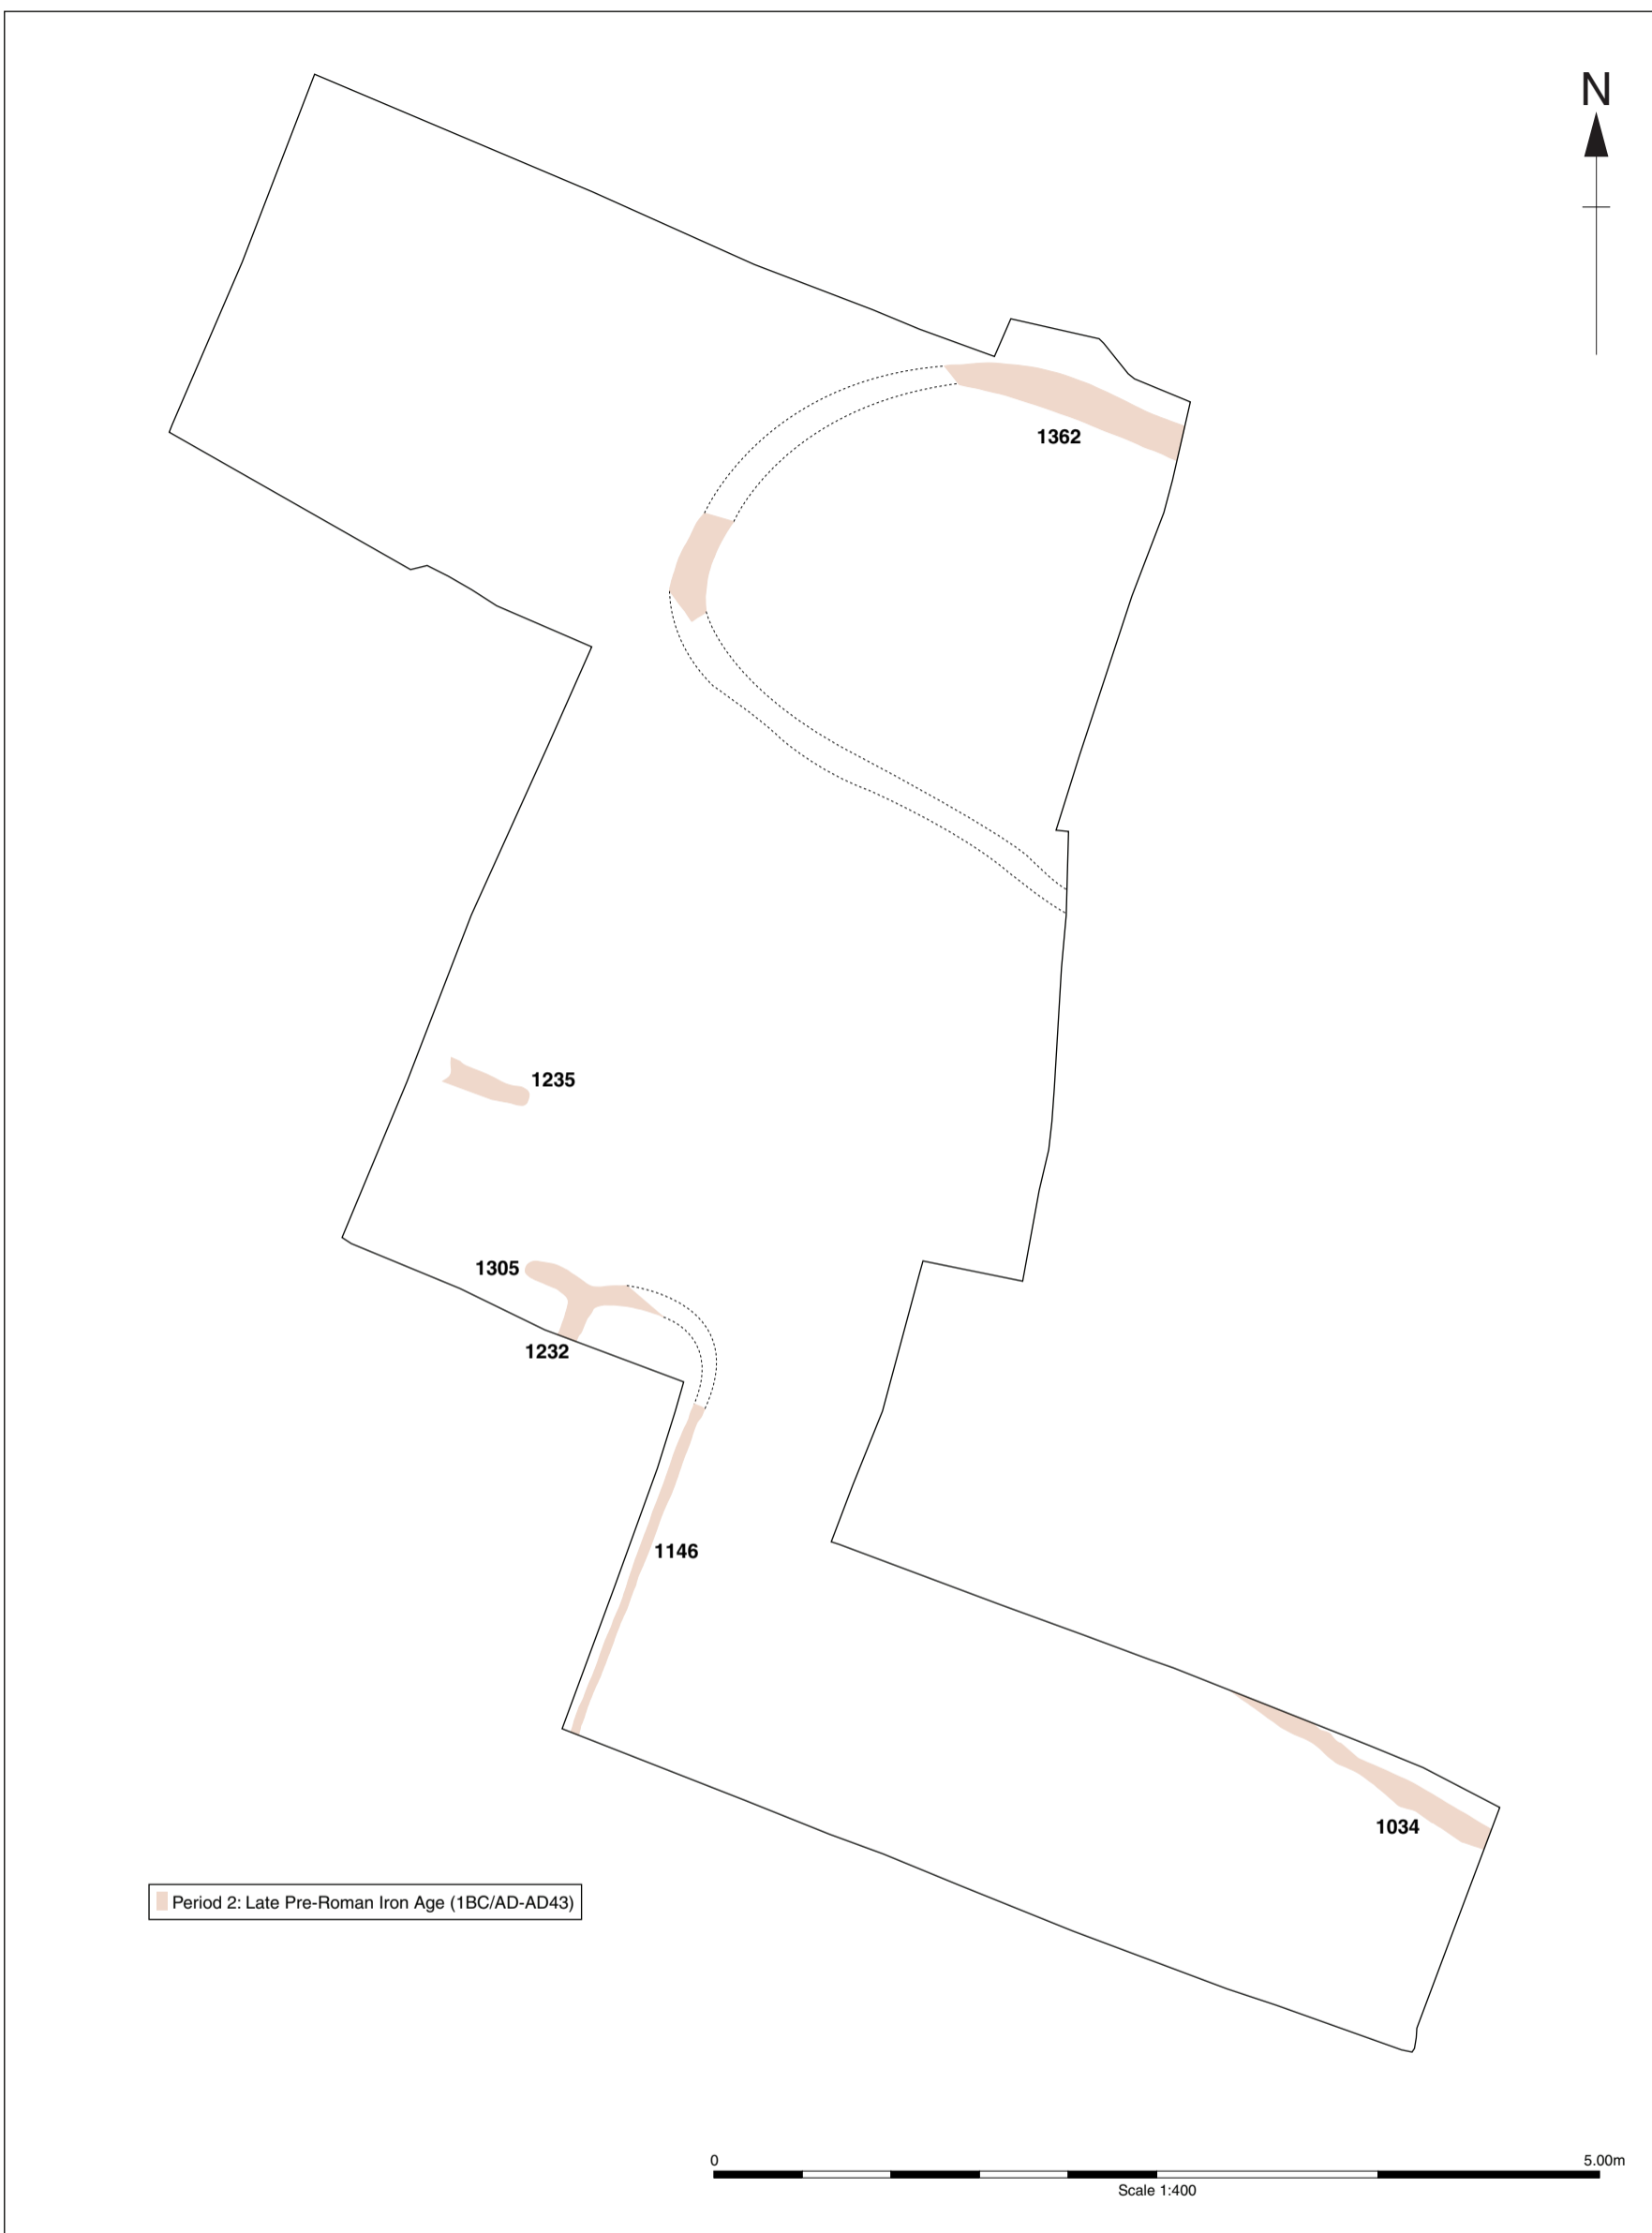 N
1362
1235
1305
1232
1146
1034
Period 2: Late Pre-Roman Iron Age (1BC/AD-AD43)
0 5.00m
Scale 1:400